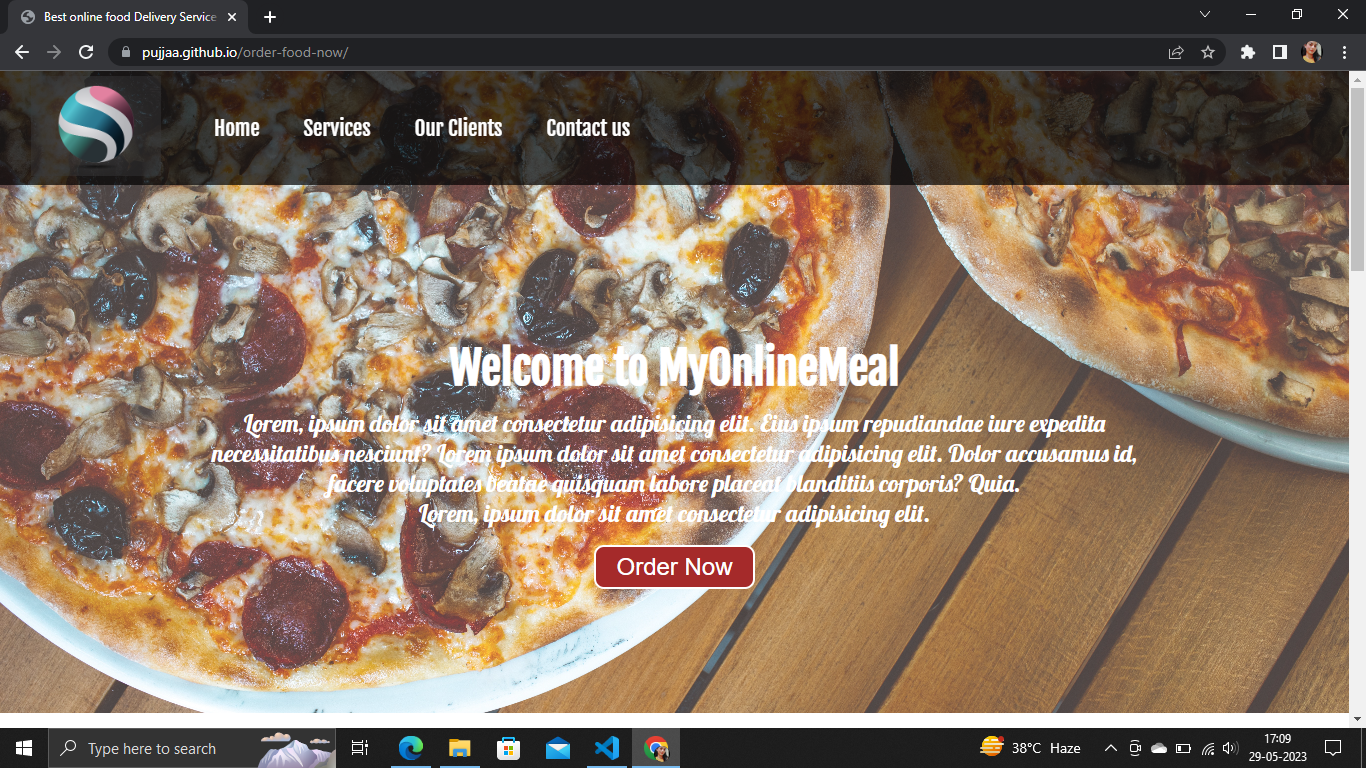 Best online food Delivery Service
pujjaa.github.io/order-food-now/
Home
Services
Our Clients
Contact us
Welcome to MyOnlineMeal
Lorem, ipsum dolor sit amet consectetur adipisicing elit. Eius ipsum repudiandae iure expedita
necessitatibus nesciunt? Lorem ipsum dolor sit amet consectetur adipisicing elit. Dolor accusamus id,
facere voluptates beatae quisquam labore placeat blanditiis corporis? Quia.
Lorem, ipsum dolor sit amet consectetur adipisicing elit.
Order Now
Type here to search
38°C Haze
17:09
29-05-2023